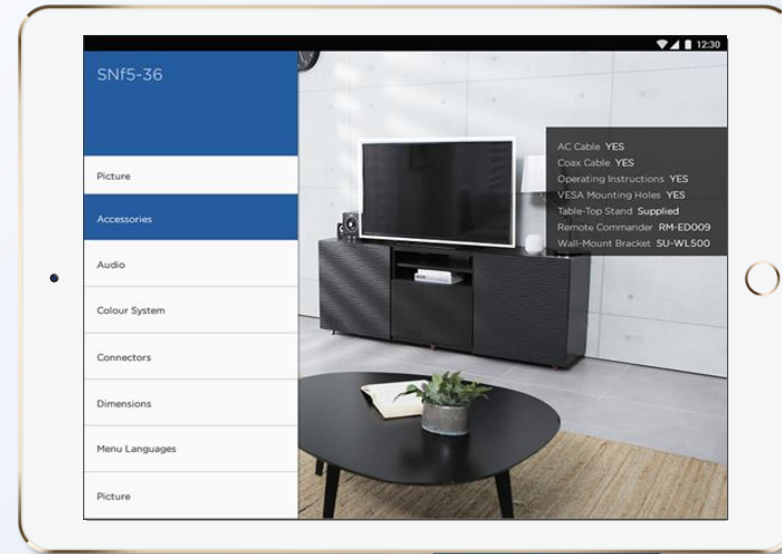 12:30
SNf5-36
Picture
Accessories
Audio
Colour System
Connectors
Dimensions
Menu Languages
Picture
AC Cable YES
Coax Cable YES
Operating Instructions YES
VESA Mounting Holes YES
Table-Top Stand Supplied
Remote Commander RM-ED009
Wall-Mount Bracket SU-WL500